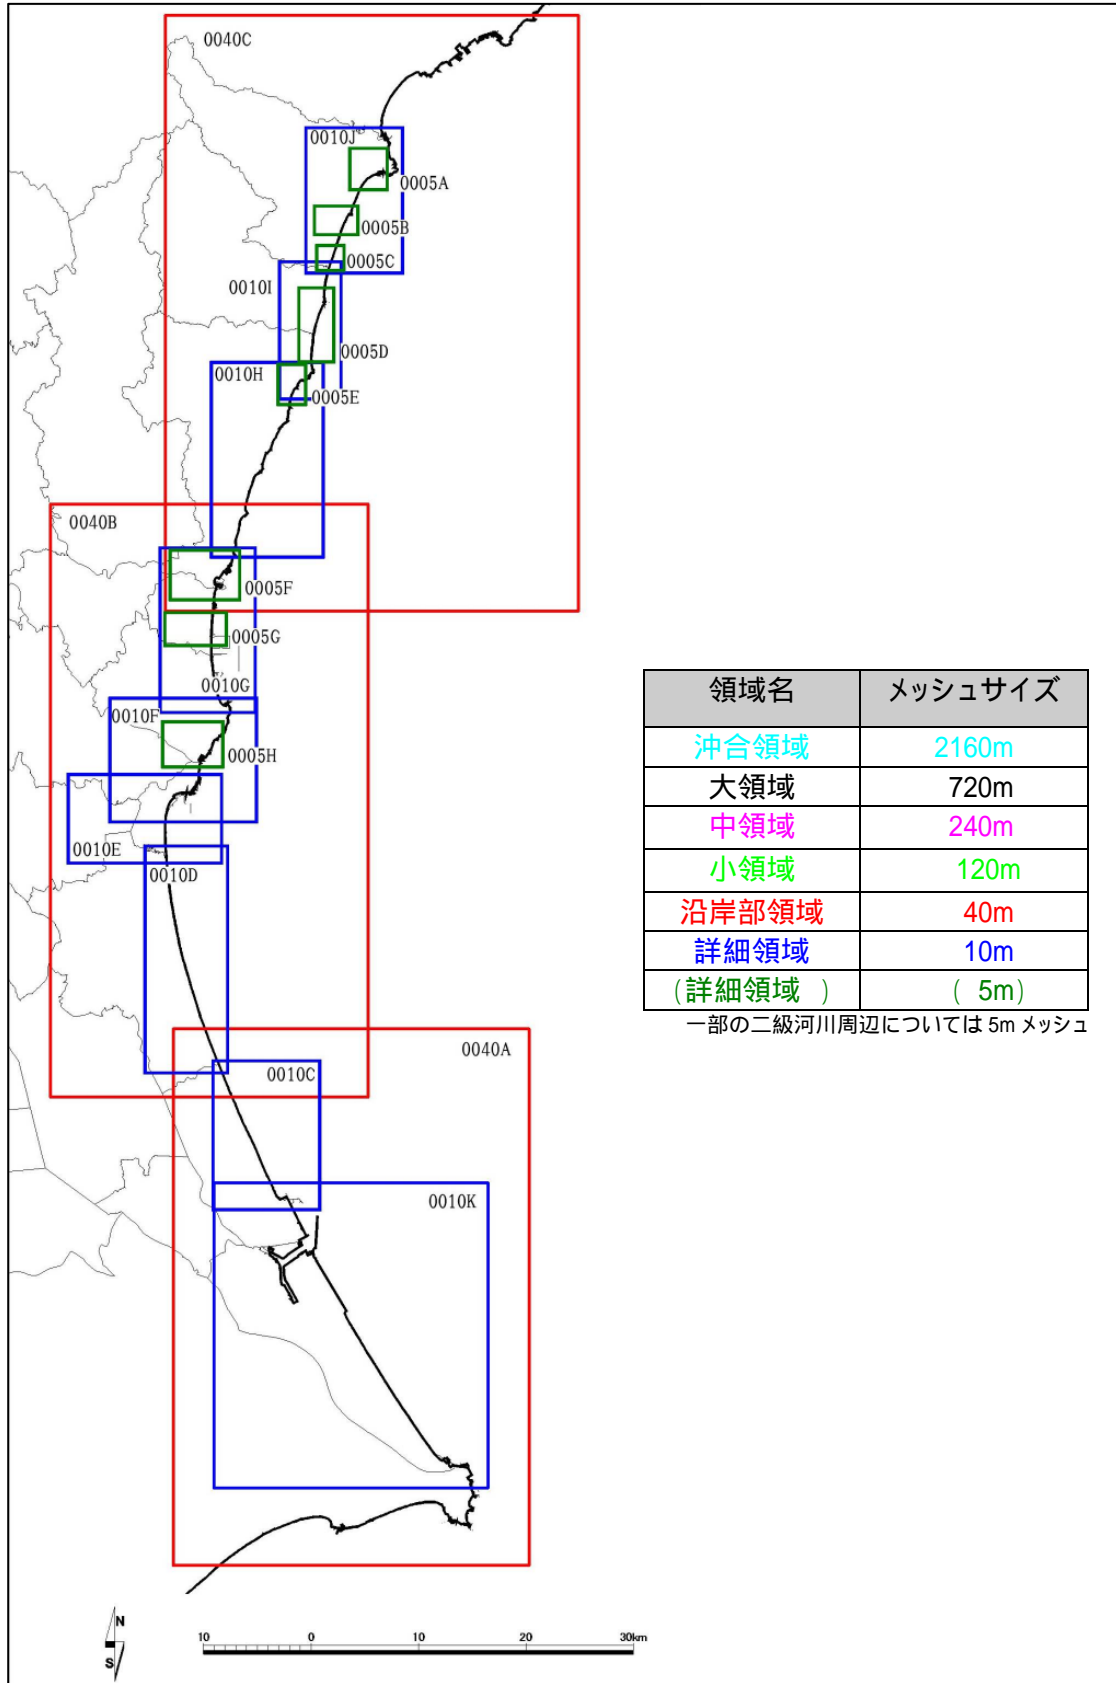 0040C
0010J
0005A
0005B
0005C
0010I
0005D
0010H
0005E
0040B
0005F
0005G
0010G
0010F
0005H
0010E
0010D
0040A
0010C
0010K
領域名 メッシュサイズ
沖合領域 2160m
大領域 720m
中領域 240m
小領域 120m
沿岸部領域 40m
詳細領域 10m
(詳細領域 ) ( 5m)
一部の二級河川周辺については 5m メッシュ
N
S
10 0 10 20 30km